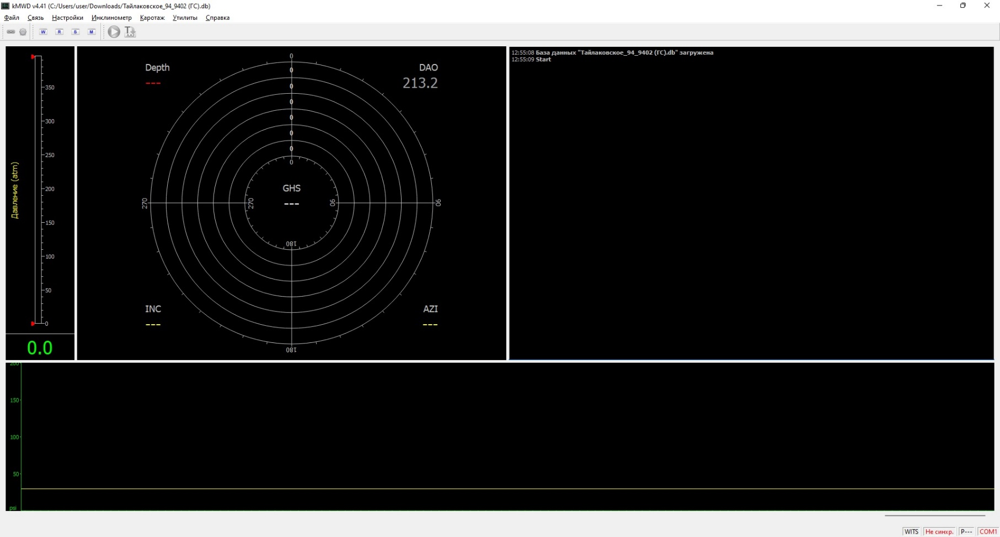 kMWD v4.41 (C:/Users/user/Downloads/Тайлаковское_94_9402 (ГС).db)
Файл Связь Настройки Инклинометр Каротаж Утилиты Справка
W R S M T
Давление (atm)
350
300
250
200
150
100
50
0
0.0
Depth
---
DAO
213.2
0
0
0
0
0
0
0
0
GHS
---
270
270
90
90
180
180
INC
---
AZI
---
12:55:08 База данных "Тайлаковское_94_9402 (ГС).db" загружена
12:55:09 Start
200
150
100
50
psi
WITS Не синхр. P--- COM1